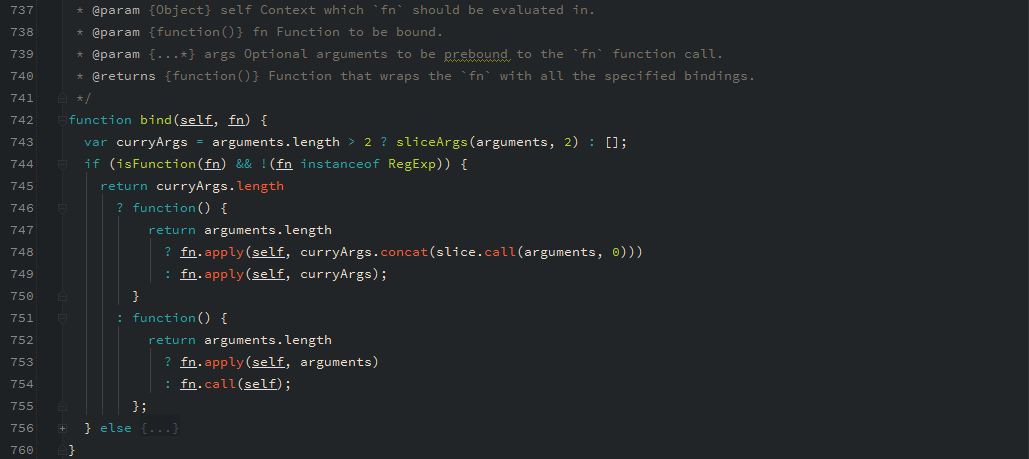 737 * @param {Object} self Context which `fn` should be evaluated in.
738 * @param {function()} fn Function to be bound.
739 * @param {...*} args Optional arguments to be prebound to the `fn` function call.
740 * @returns {function()} Function that wraps the `fn` with all the specified bindings.
741 */
742 function bind(self, fn) {
743 var curryArgs = arguments.length > 2 ? sliceArgs(arguments, 2) : [];
744 if (isFunction(fn) && !(fn instanceof RegExp)) {
745 return curryArgs.length
746 ? function() {
747 return arguments.length
748 ? fn.apply(self, curryArgs.concat(slice.call(arguments, 0)))
749 : fn.apply(self, curryArgs);
750 }
751 : function() {
752 return arguments.length
753 ? fn.apply(self, arguments)
754 : fn.call(self);
755 };
756 } else {...}
760 }